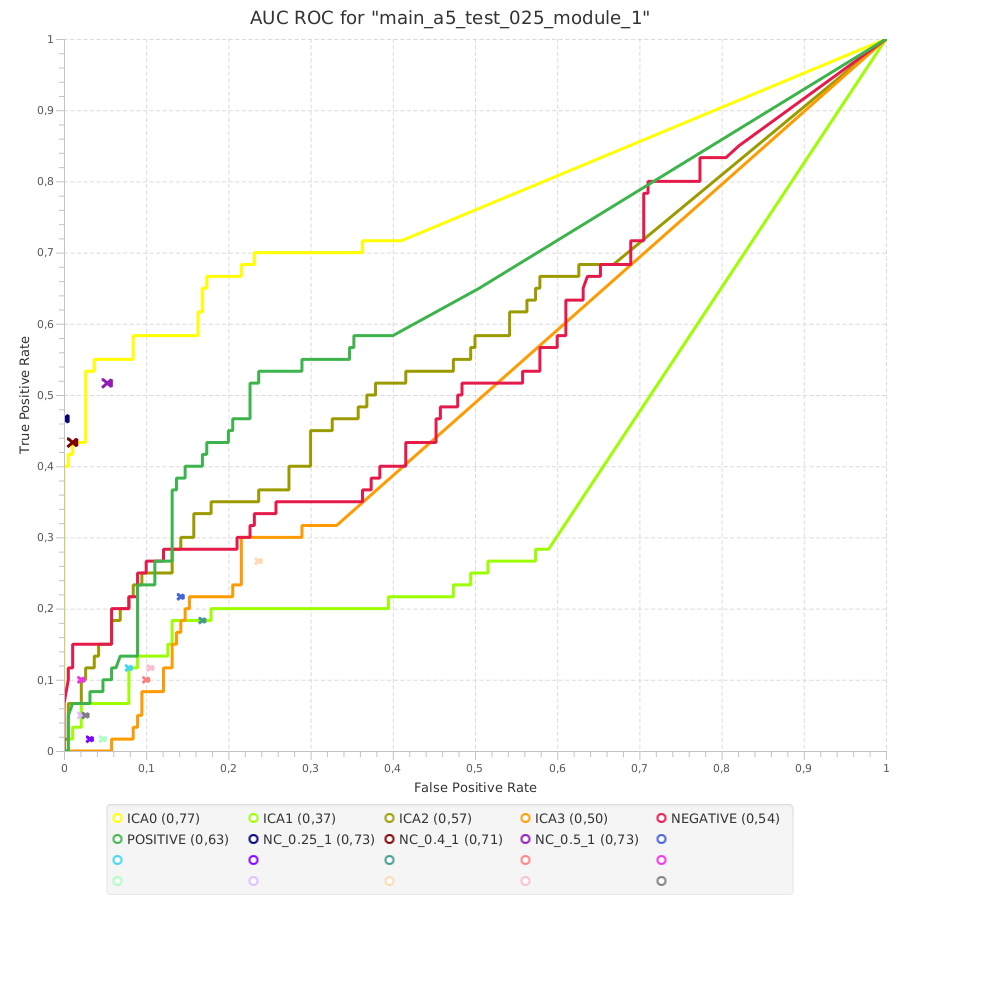 AUC ROC for "main_a5_test_025_module_1"
1
0,9
0,8
0,7
0,6
0,5
0,4
0,3
0,2
0,1
0
True Positive Rate
0 0,1 0,2 0,3 0,4 0,5 0,6 0,7 0,8 0,9 1
False Positive Rate
ICA0 (0,77) ICA1 (0,37) ICA2 (0,57) ICA3 (0,50) NEGATIVE (0,54)
POSITIVE (0,63) NC_0.25_1 (0,73) NC_0.4_1 (0,71) NC_0.5_1 (0,73)